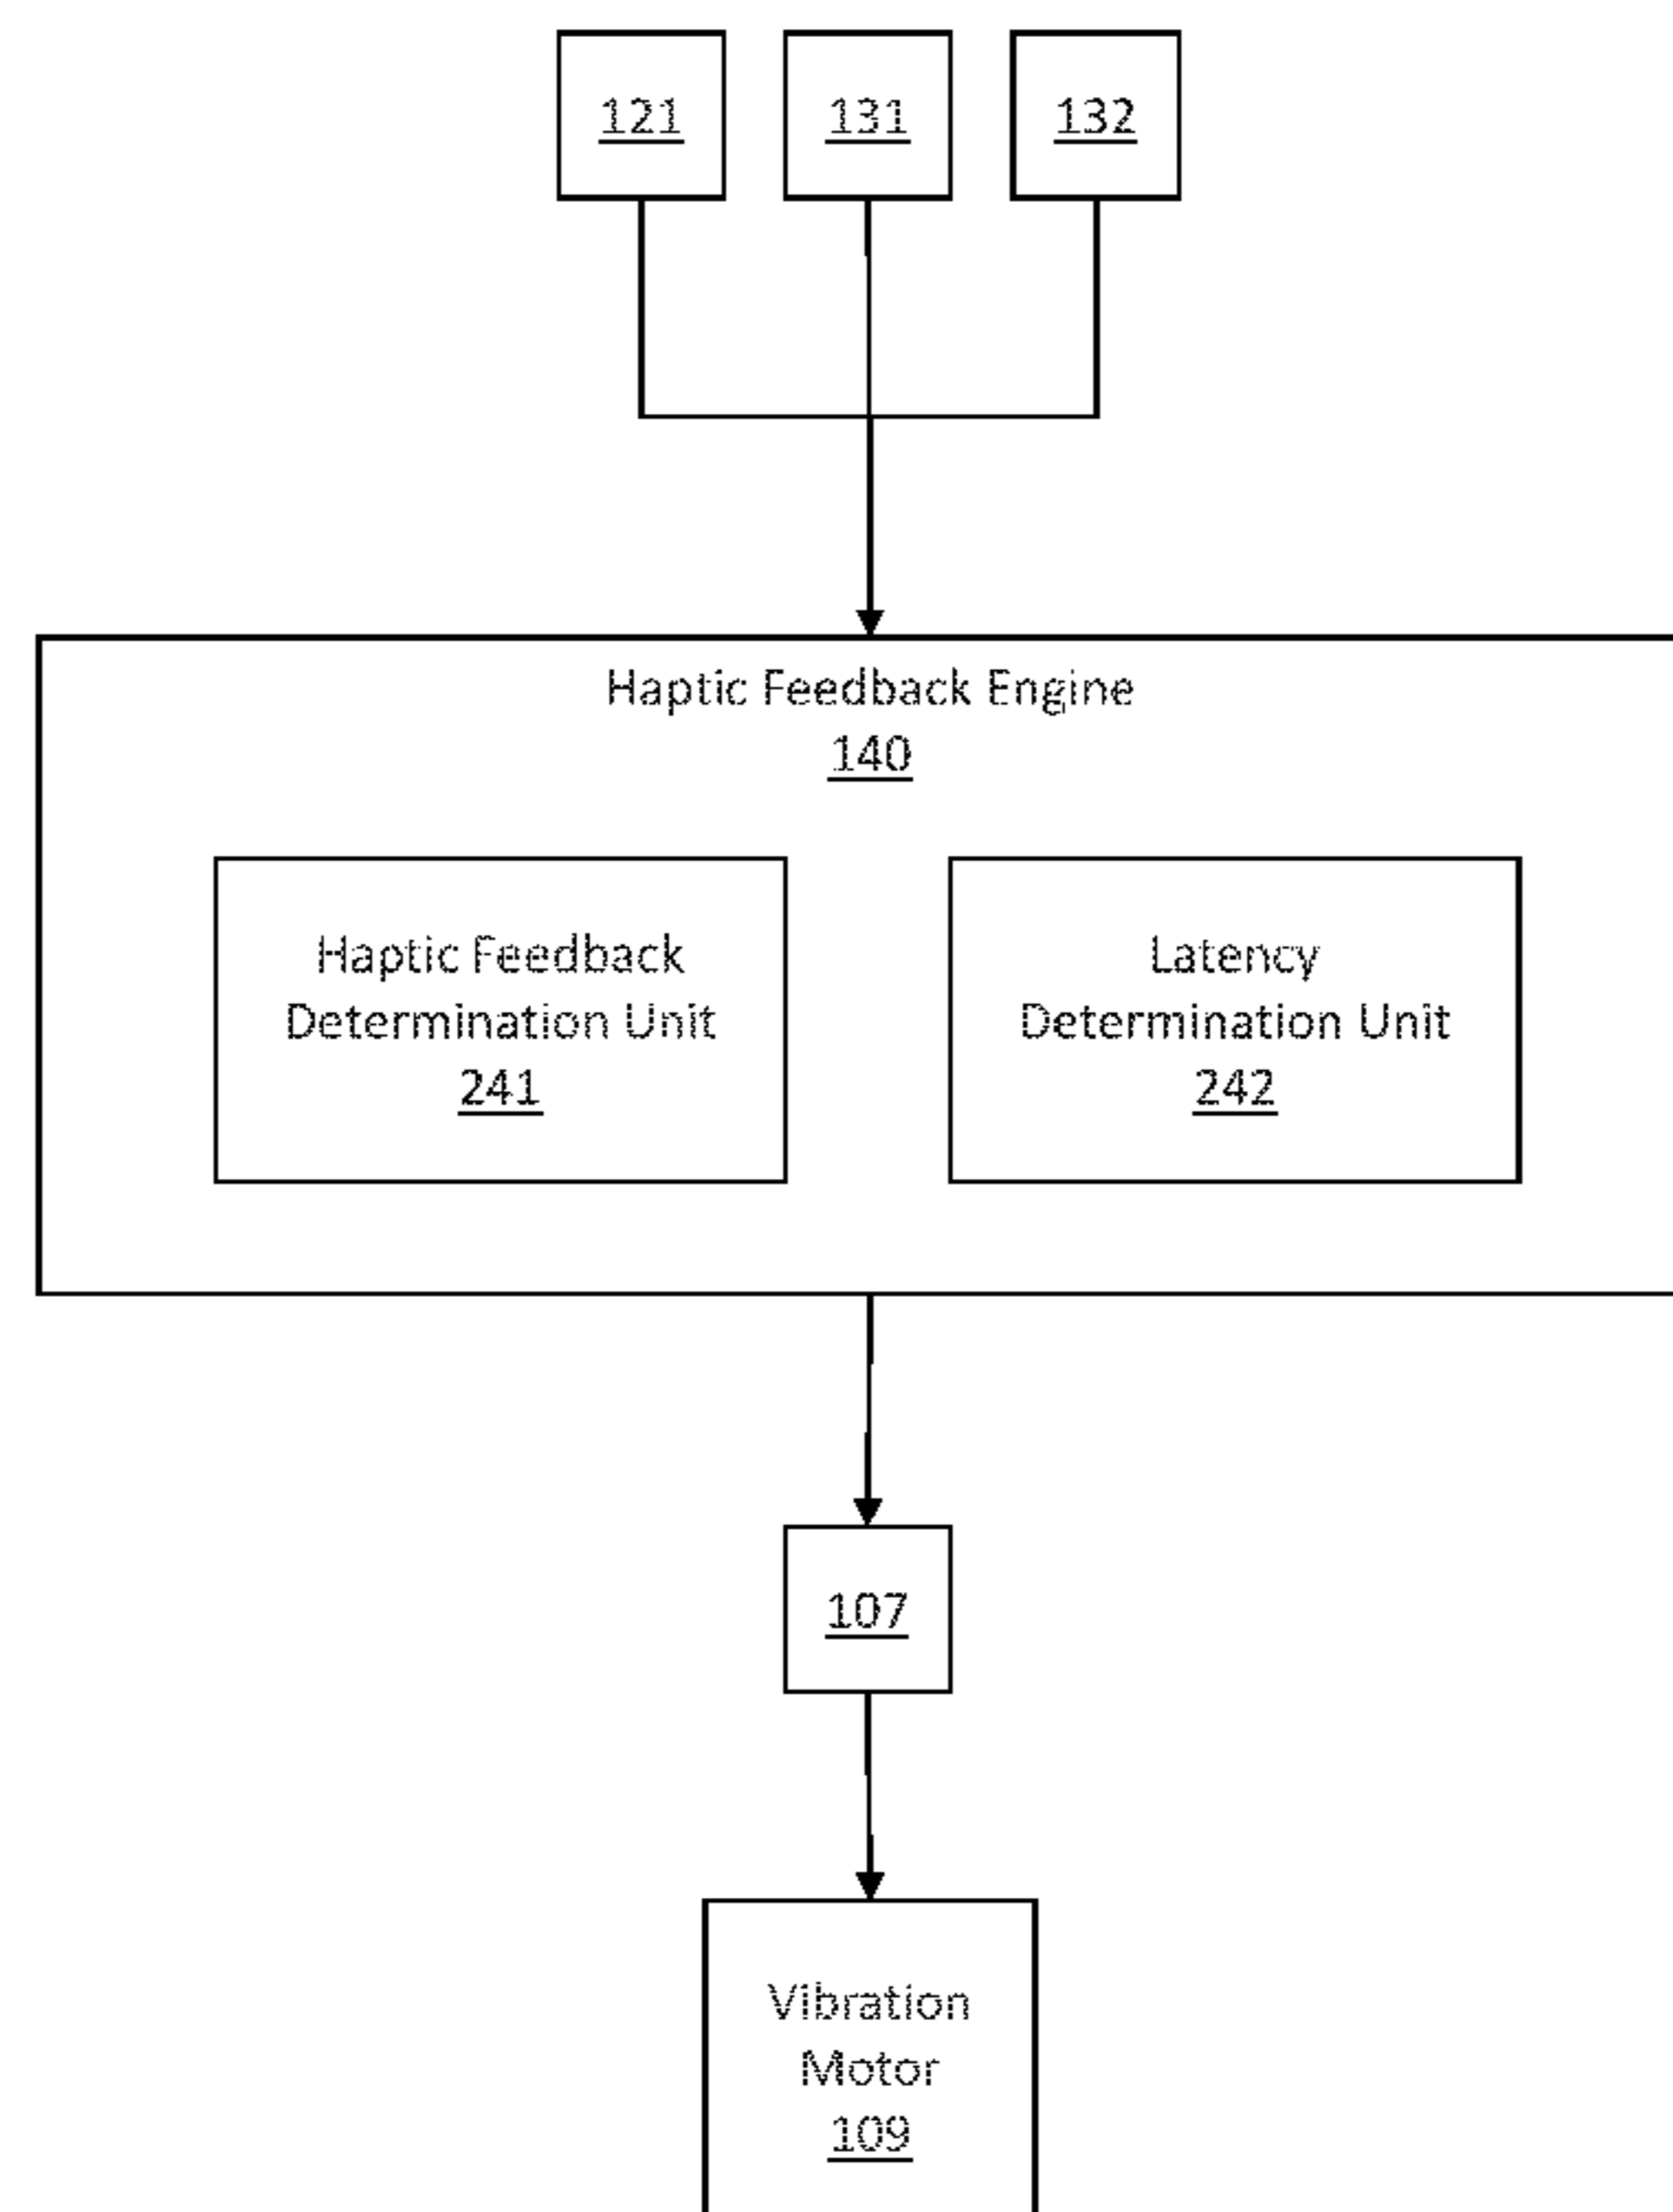 121 131 132
Haptic Feedback Engine
140
Haptic Feedback
Determination Unit
241
Latency
Determination Unit
242
107
Vibration
Motor
109